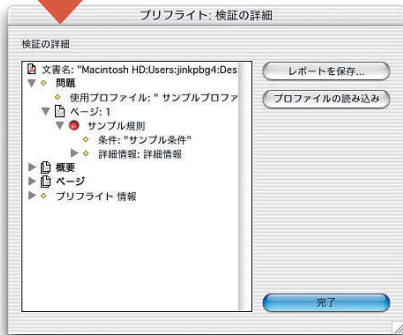 プリフライト: 検証の詳細
検証の詳細
文書名: "Macintosh HD:Users:jinkpbg4:Des
問題
使用プロファイル: " サンプルプロファ
ページ: 1
サンプル規則
条件: "サンプル条件"
詳細情報: 詳細情報
概要
ページ
プリフライト 情報
レポートを保存...
プロファイルの読み込み
完了